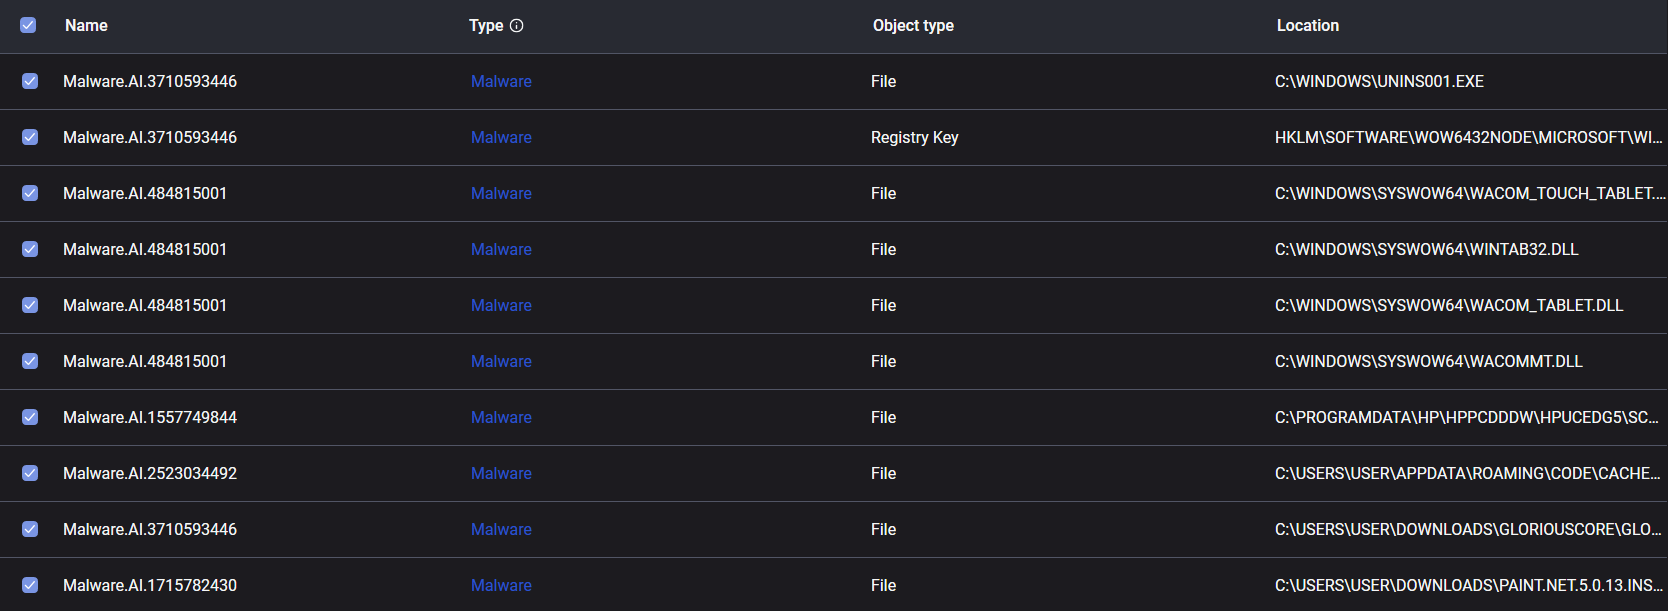 Name Type Object type Location
Malware.AI.3710593446 Malware File C:\WINDOWS\UNINS001.EXE
Malware.AI.3710593446 Malware Registry Key HKLM\SOFTWARE\WOW6432NODE\MICROSOFT\WI...
Malware.AI.484815001 Malware File C:\WINDOWS\SYSWOW64\WACOM_TOUCH_TABLET....
Malware.AI.484815001 Malware File C:\WINDOWS\SYSWOW64\WINTAB32.DLL
Malware.AI.484815001 Malware File C:\WINDOWS\SYSWOW64\WACOM_TABLET.DLL
Malware.AI.484815001 Malware File C:\WINDOWS\SYSWOW64\WACOMMT.DLL
Malware.AI.1557749844 Malware File C:\PROGRAMDATA\HP\HPPCDDDW\HPUCEDG5\SC...
Malware.AI.2523034492 Malware File C:\USERS\USER\APPDATA\ROAMING\CODE\CACHE...
Malware.AI.3710593446 Malware File C:\USERS\USER\DOWNLOADS\GLORIOUSCORE\GLO...
Malware.AI.1715782430 Malware File C:\USERS\USER\DOWNLOADS\PAINT.NET.5.0.13.INS...